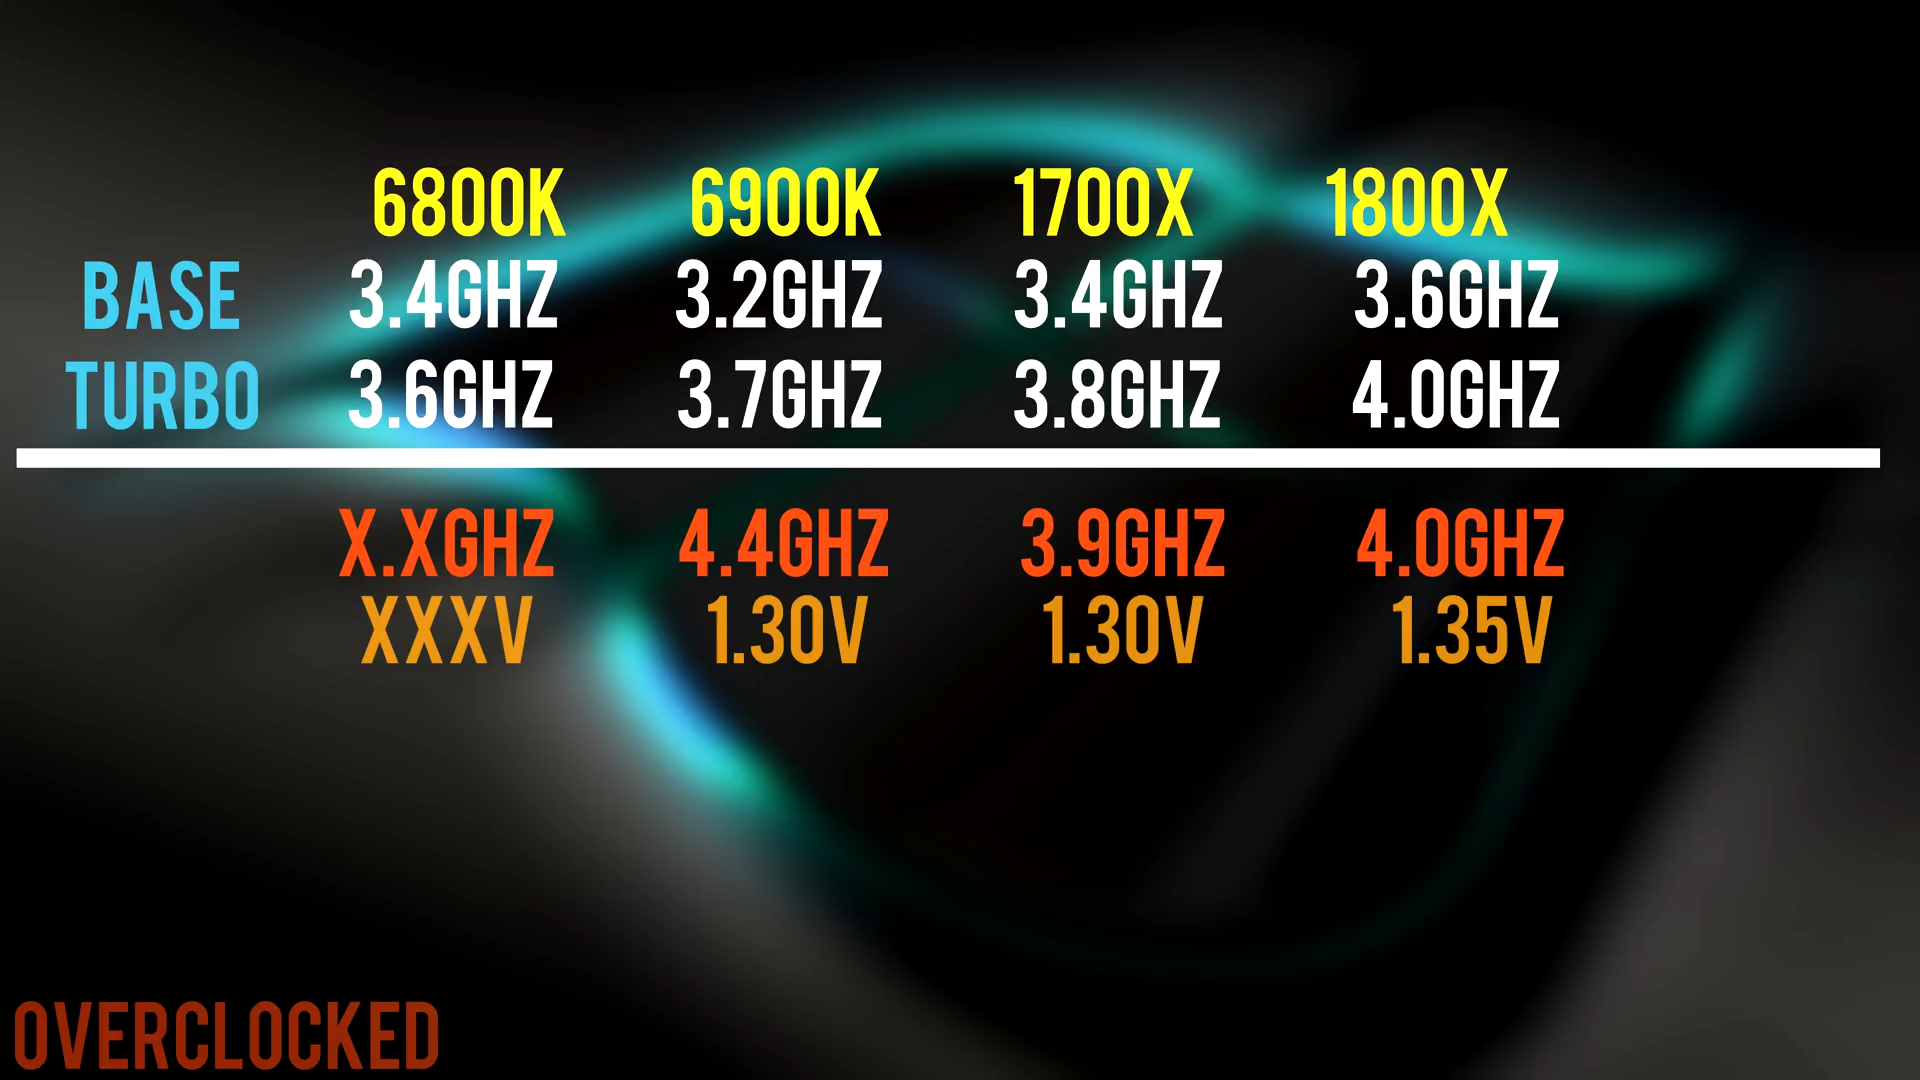 6800K 6900K 1700X 1800X
BASE 3.4GHZ 3.2GHZ 3.4GHZ 3.6GHZ
TURBO 3.6GHZ 3.7GHZ 3.8GHZ 4.0GHZ
X.XGHZ 4.4GHZ 3.9GHZ 4.0GHZ
XXXV 1.30V 1.30V 1.35V
OVERCLOCKED